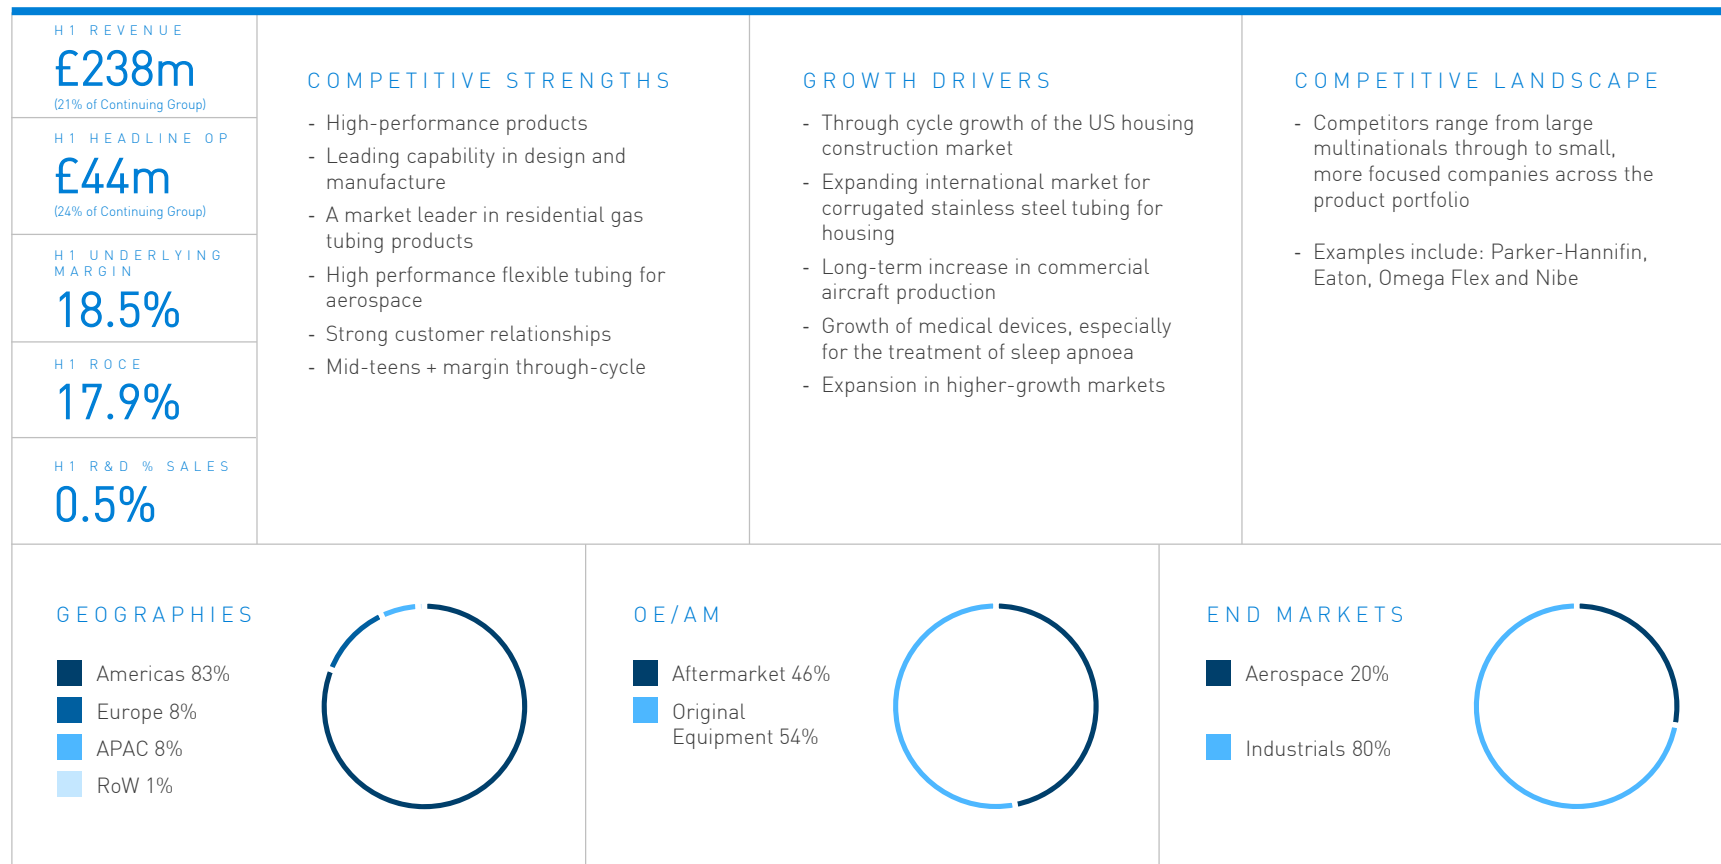 H1 REVENUE
£238m
(21% of Continuing Group)
H1 HEADLINE OP
£44m
(24% of Continuing Group)
H1 UNDERLYING
MARGIN
18.5%
H1 ROCE
17.9%
H1 R&D % SALES
0.5%
COMPETITIVE STRENGTHS
- High-performance products
- Leading capability in design and
manufacture
- A market leader in residential gas
tubing products
- High performance flexible tubing for
aerospace
- Strong customer relationships
- Mid-teens + margin through-cycle
GROWTH DRIVERS
- Through cycle growth of the US housing
construction market
- Expanding international market for
corrugated stainless steel tubing for
housing
- Long-term increase in commercial
aircraft production
- Growth of medical devices, especially
for the treatment of sleep apnoea
- Expansion in higher-growth markets
COMPETITIVE LANDSCAPE
- Competitors range from large
multinationals through to small,
more focused companies across the
product portfolio
- Examples include: Parker-Hannifin,
Eaton, Omega Flex and Nibe
GEOGRAPHIES
Americas 83%
Europe 8%
APAC 8%
RoW 1%
OE/AM
Aftermarket 46%
Original
Equipment 54%
END MARKETS
Aerospace 20%
Industrials 80%